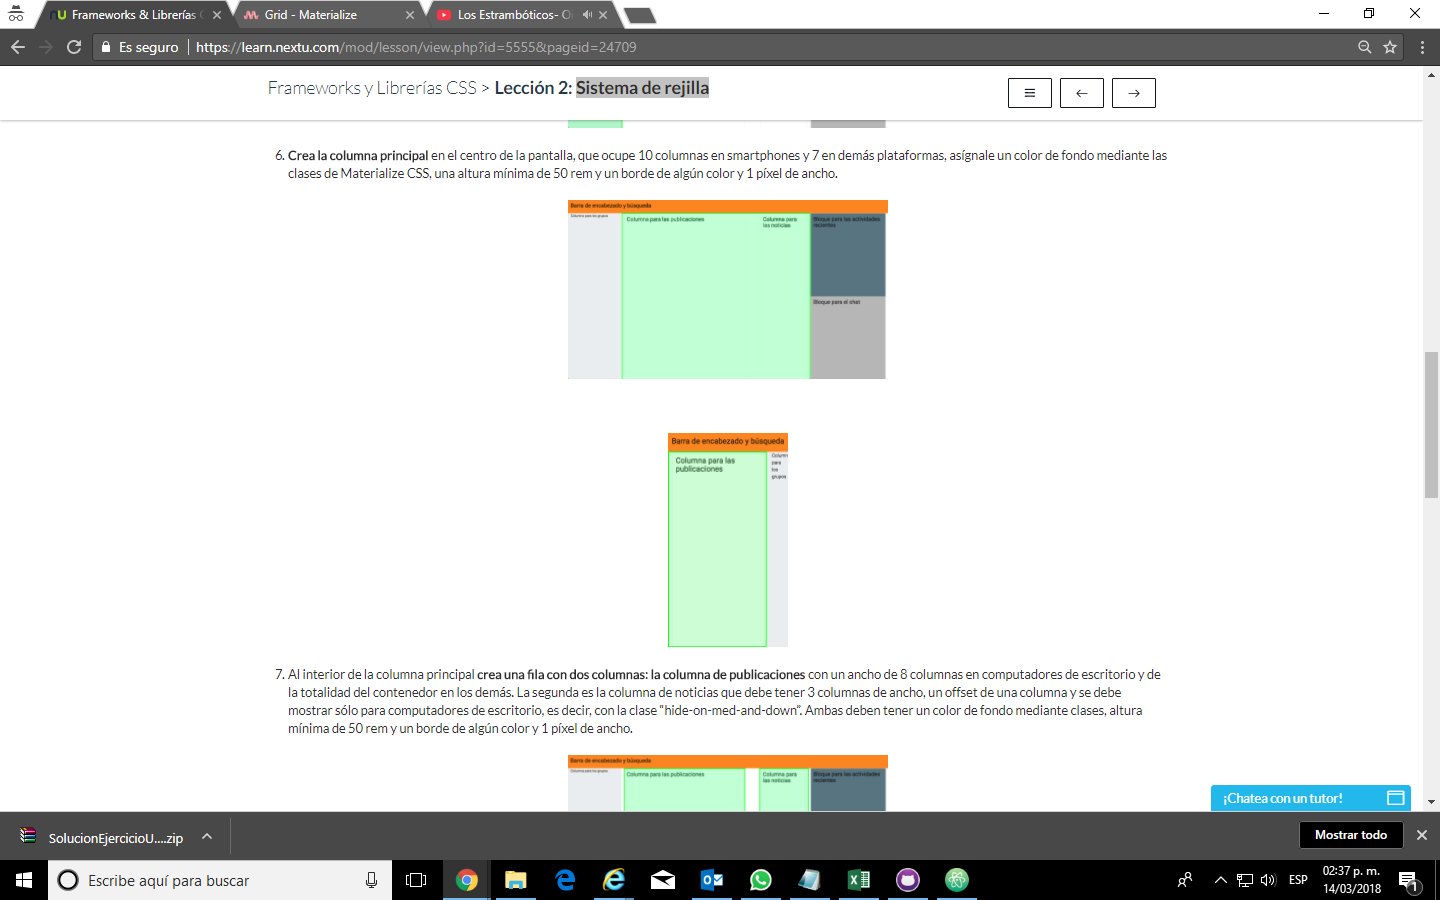 Frameworks & Librerías
Grid - Materialize
Los Estrambóticos- O
Es seguro
https://learn.nextu.com/mod/lesson/view.php?id=5555&pageid=24709
Frameworks y Librerías CSS > Lección 2: Sistema de rejilla
6. Crea la columna principal en el centro de la pantalla, que ocupe 10 columnas en smartphones y 7 en demás plataformas, asígnale un color de fondo mediante las
clases de Materialize CSS, una altura mínima de 50 rem y un borde de algún color y 1 píxel de ancho.
Barra de encabezado y búsqueda
Columna para los grupos
Columna para las publicaciones
Columna para
las noticias
Bloque para las actividades
recientes
Bloque para el chat
Barra de encabezado y búsqueda
Columna para las
publicaciones
Column
para
los
grupos
7. Al interior de la columna principal crea una fila con dos columnas: la columna de publicaciones con un ancho de 8 columnas en computadores de escritorio y de
la totalidad del contenedor en los demás. La segunda es la columna de noticias que debe tener 3 columnas de ancho, un offset de una columna y se debe
mostrar sólo para computadores de escritorio, es decir, con la clase “hide-on-med-and-down”. Ambas deben tener un color de fondo mediante clases, altura
mínima de 50 rem y un borde de algún color y 1 píxel de ancho.
Barra de encabezado y búsqueda
Columna para los grupos
Columna para las publicaciones
Columna para
las noticias
Bloque para las actividades
recientes
¡Chatea con un tutor!
SolucionEjercicioU....zip
Mostrar todo
Escribe aquí para buscar
ESP
02:37 p. m.
14/03/2018
1